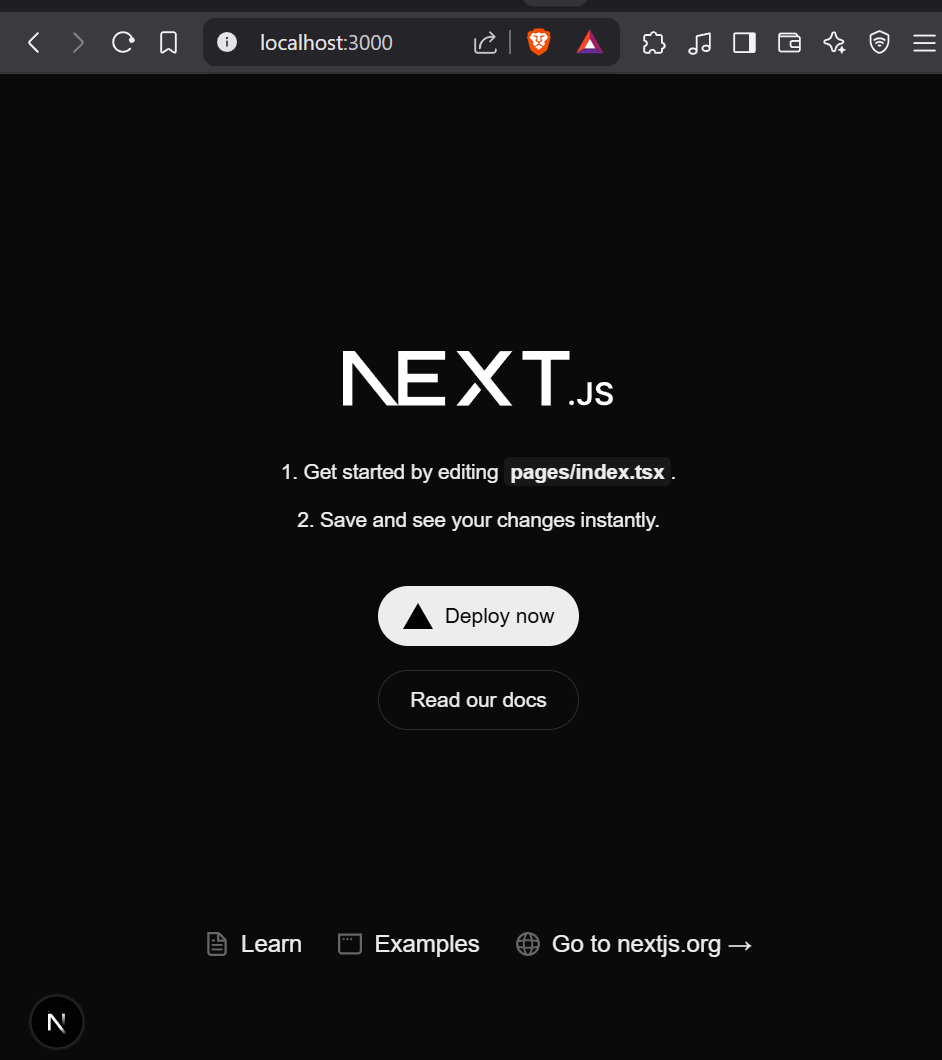 localhost:3000
NEXT.JS
1. Get started by editing pages/index.tsx.
2. Save and see your changes instantly.
Deploy now
Read our docs
Learn Examples Go to nextjs.org →
N